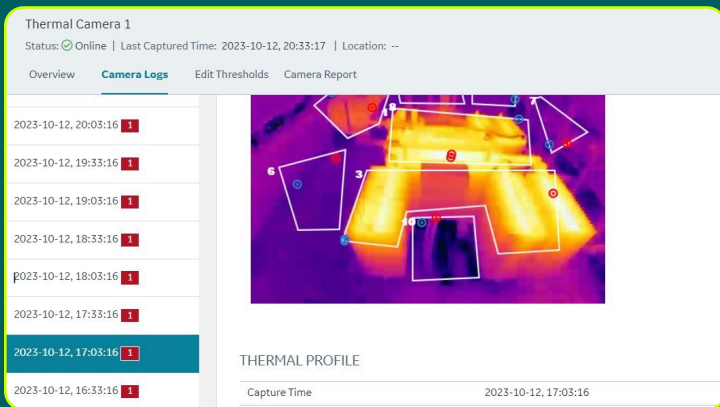 Thermal Camera 1
Status: Online | Last Captured Time: 2023-10-12, 20:33:17 | Location: --
Overview Camera Logs Edit Thresholds Camera Report
2023-10-12, 20:03:16 1
2023-10-12, 19:33:16 1
2023-10-12, 19:03:16 1
2023-10-12, 18:33:16 1
2023-10-12, 18:03:16 1
2023-10-12, 17:33:16 1
2023-10-12, 17:03:16 1
2023-10-12, 16:33:16 1
7
1
8
6
3
10
THERMAL PROFILE
Capture Time 2023-10-12, 17:03:16